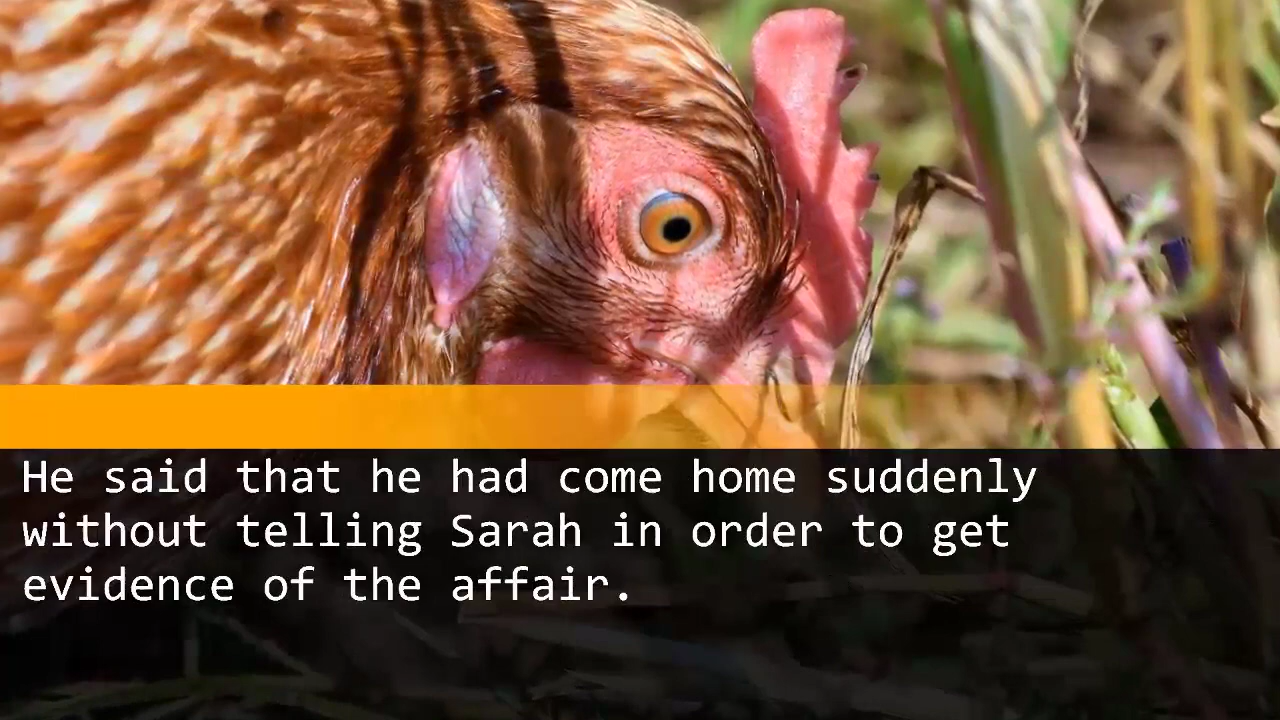 He said that he had come home suddenly
without telling Sarah in order to get
evidence of the affair.